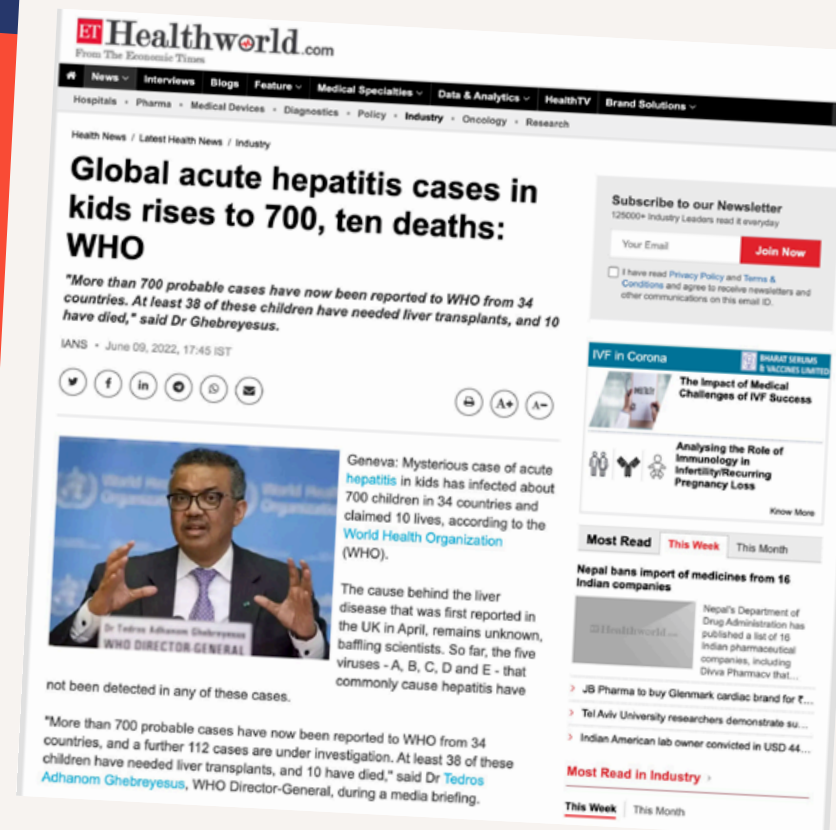 ET Healthworld.com
From The Economic Times
News
Interviews
Blogs
Feature
Medical Specialties
Data & Analytics
HealthTV
Brand Solutions
Hospitals • Pharma • Medical Devices • Diagnostics • Policy • Industry • Oncology • Research
Health News / Latest Health News / Industry
Global acute hepatitis cases in
kids rises to 700, ten deaths:
WHO
"More than 700 probable cases have now been reported to WHO from 34
countries. At least 38 of these children have needed liver transplants, and 10
have died," said Dr Ghebreyesus.
IANS • June 09, 2022, 17:45 IST
A+
A-
World Health
Organization
World Health
Organization
Dr Tedros Adhanom Ghebreyesus
WHO DIRECTOR-GENERAL
Geneva: Mysterious case of acute
hepatitis in kids has infected about
700 children in 34 countries and
claimed 10 lives, according to the
World Health Organization
(WHO).
The cause behind the liver
disease that was first reported in
the UK in April, remains unknown,
baffling scientists. So far, the five
viruses - A, B, C, D and E - that
commonly cause hepatitis have
not been detected in any of these cases.
"More than 700 probable cases have now been reported to WHO from 34
countries, and a further 112 cases are under investigation. At least 38 of these
children have needed liver transplants, and 10 have died," said Dr Tedros
Adhanom Ghebreyesus, WHO Director-General, during a media briefing.
Subscribe to our Newsletter
125000+ Industry Leaders read it everyday
Your Email
Join Now
I have read Privacy Policy and Terms &
Conditions and agree to receive newsletters and
other communications on this email ID.
IVF in Corona
BHARAT SERUMS
& VACCINES LIMITED
The Impact of Medical
Challenges of IVF Success
Analysing the Role of
Immunology in
Infertility/Recurring
Pregnancy Loss
Know More
Most Read
This Week
This Month
Nepal bans import of medicines from 16
Indian companies
Healthworld.com
Nepal's Department of
Drug Administration has
published a list of 16
Indian pharmaceutical
companies, including
Divya Pharmacy that...
JB Pharma to buy Glenmark cardiac brand for ₹...
Tel Aviv University researchers demonstrate su...
Indian American lab owner convicted in USD 44...
Most Read in Industry
This Week
This Month